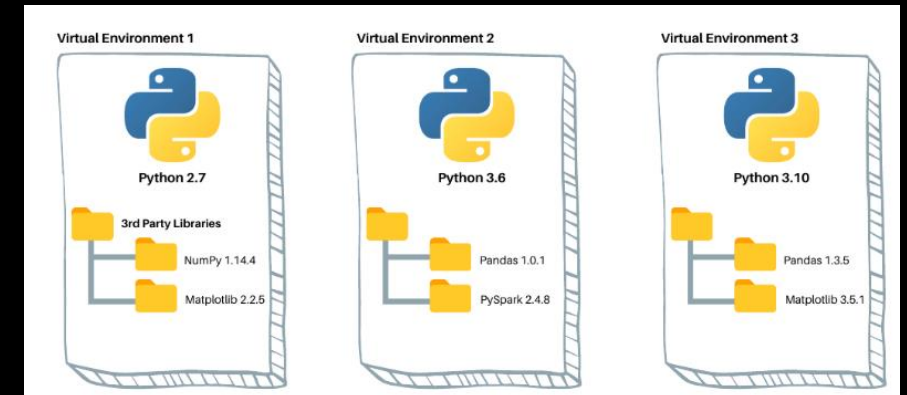 Virtual Environment 1
Python 2.7
3rd Party Libraries
NumPy 1.14.4
Matplotlib 2.2.5
Virtual Environment 2
Python 3.6
Pandas 1.0.1
PySpark 2.4.8
Virtual Environment 3
Python 3.10
Pandas 1.3.5
Matplotlib 3.5.1